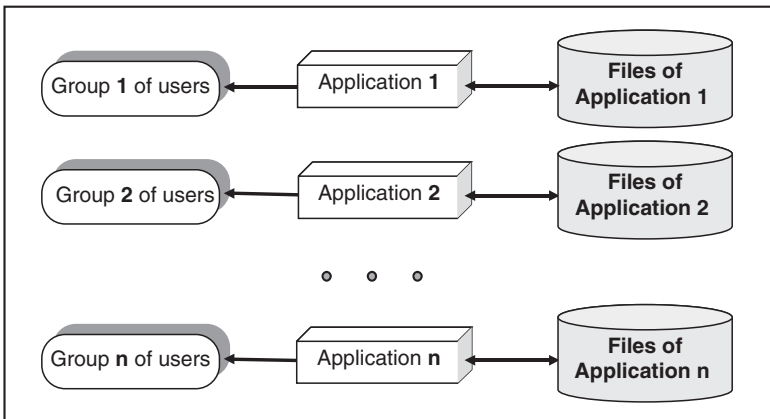 Group 1 of users
Application 1
Files of
Application 1
Group 2 of users
Application 2
Files of
Application 2
Group n of users
Application n
Files of
Application n